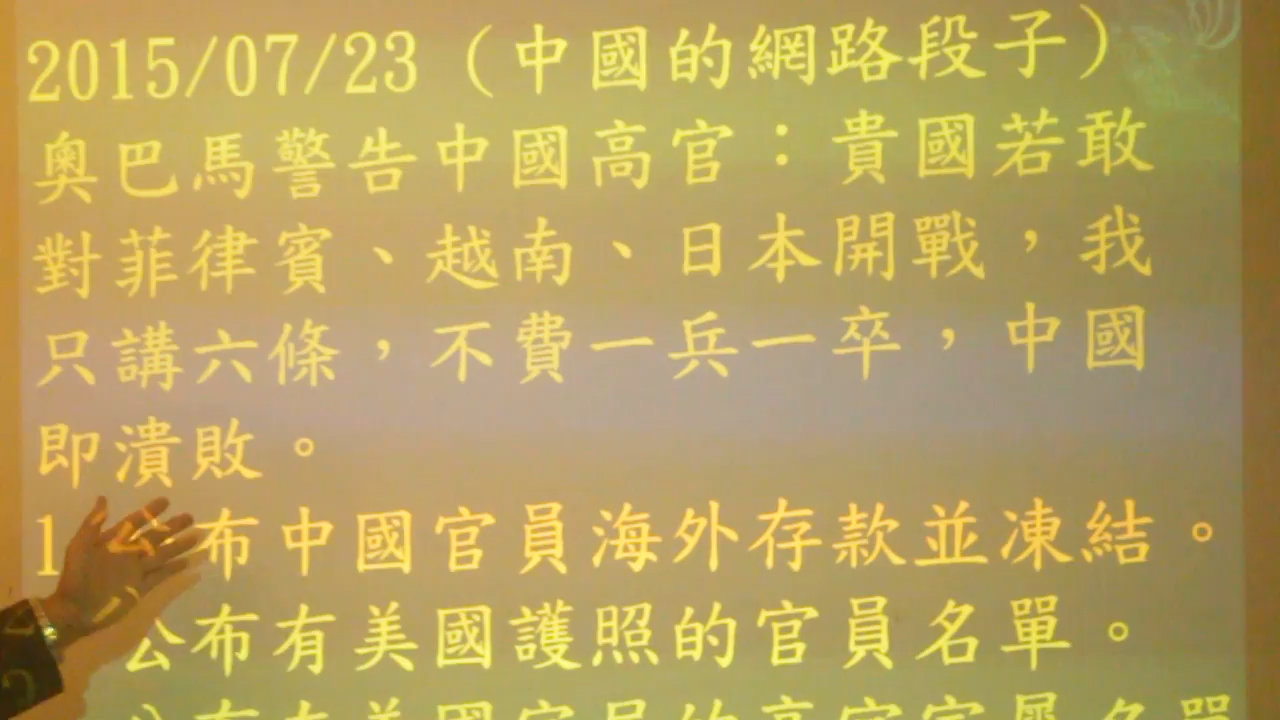 2015/07/23（中國的網路段子）
奧巴馬警告中國高官：貴國若敢
對菲律賓、越南、日本開戰，我
只講六條，不費一兵一卒，中國
即潰敗。
1 公布中國官員海外存款並凍結。
2 公布有美國護照的官員名單。